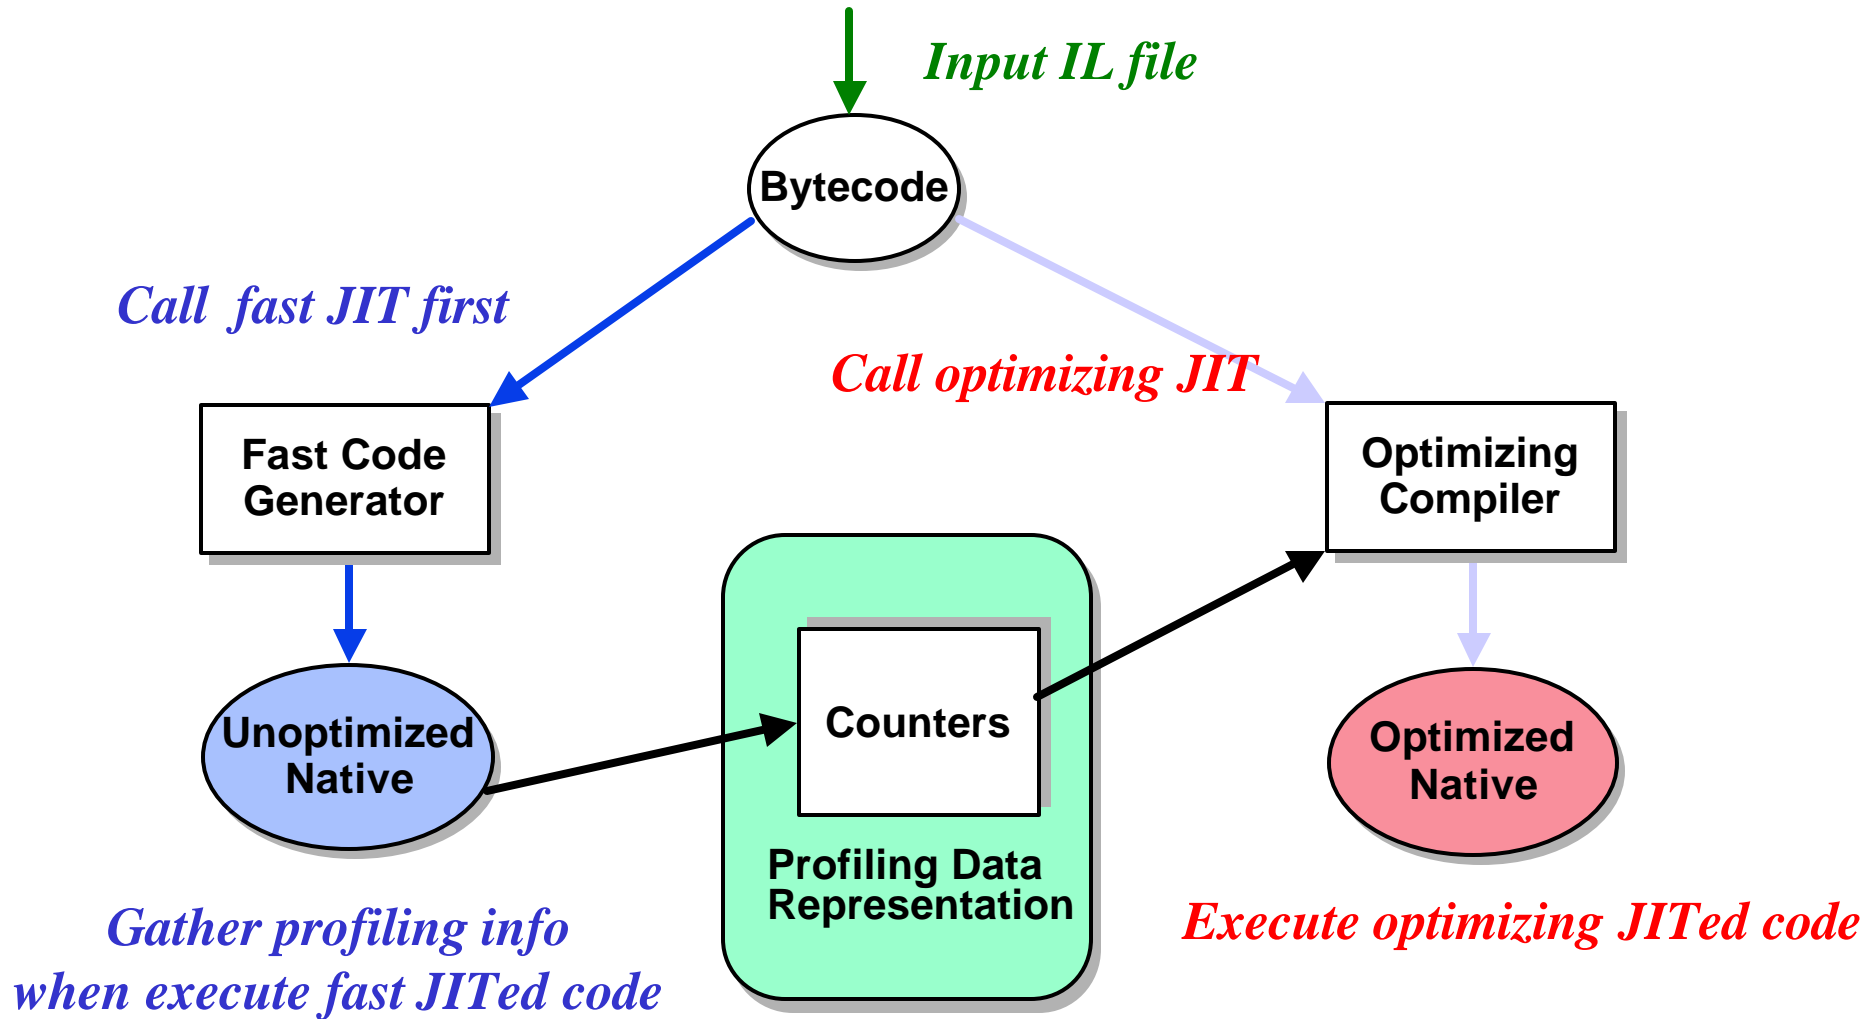 Input IL file
Bytecode
Call fast JIT first
Call optimizing JIT
Fast Code
Generator
Optimizing
Compiler
Unoptimized
Native
Counters
Optimized
Native
Profiling Data
Representation
Gather profiling info
when execute fast JITed code
Execute optimizing JITed code